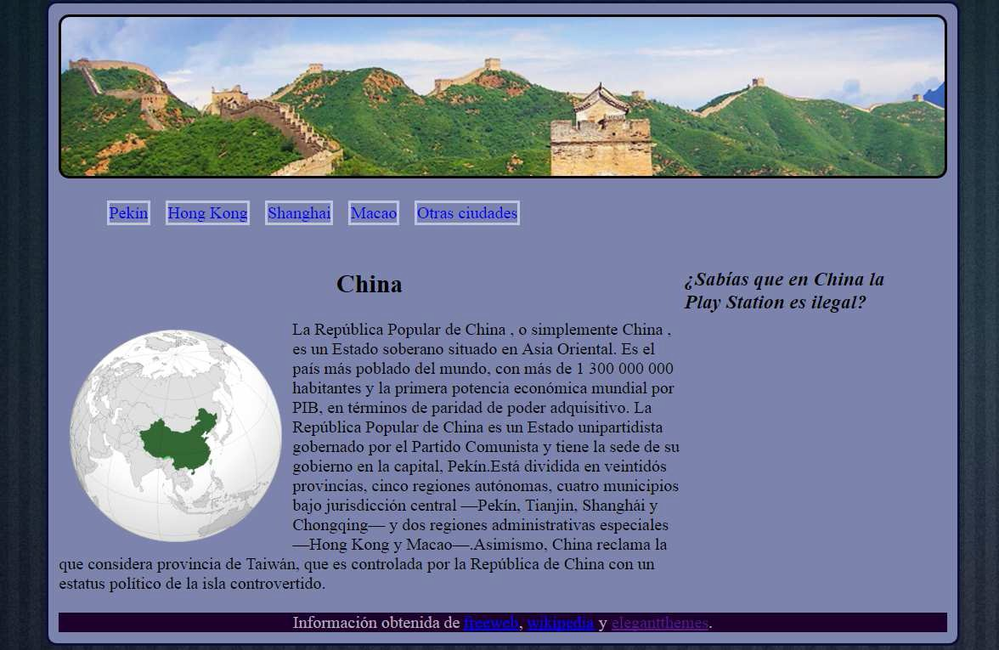 Pekín Hong Kong Shanghai Macao Otras ciudades
China
La República Popular de China , o simplemente China ,
es un Estado soberano situado en Asia Oriental. Es el
país más poblado del mundo, con más de 1 300 000 000
habitantes y la primera potencia económica mundial por
PIB, en términos de paridad de poder adquisitivo. La
República Popular de China es un Estado unipartidista
gobernado por el Partido Comunista y tiene la sede de su
gobierno en la capital, Pekín.Está dividida en veintidós
provincias, cinco regiones autónomas, cuatro municipios
bajo jurisdicción central —Pekín, Tianjin, Shanghái y
Chongqing— y dos regiones administrativas especiales
—Hong Kong y Macao—.Asimismo, China reclama la
que considera provincia de Taiwán, que es controlada por la República de China con un
estatus político de la isla controvertido.
¿Sabías que en China la
Play Station es ilegal?
Información obtenida de freeweb, wikipedia y elegantthemes.